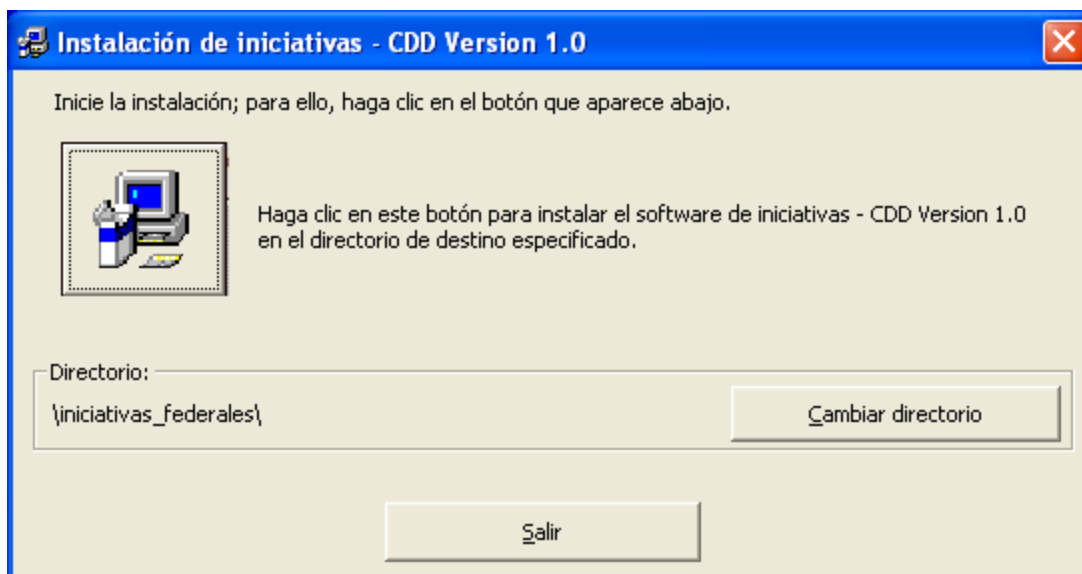 Instalación de iniciativas - CDD Version 1.0
Inicie la instalación; para ello, haga clic en el botón que aparece abajo.
Haga clic en este botón para instalar el software de iniciativas - CDD Version 1.0
en el directorio de destino especificado.
Directorio:
\iniciativas_federales\
Cambiar directorio
Salir